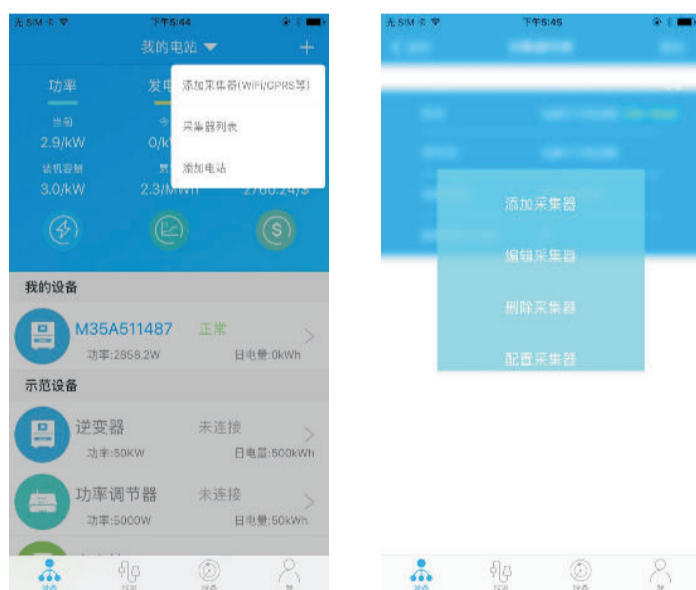 无SIM卡
下午5:44
我的电站
功率
发电
添加采集器(WiFi/GPRS等)
采集器列表
添加电站
当前
今
2.9/kW
0/k
装机容量
累
3.0/kW
2.3/MWh
2760.24/$
我的设备
M35A511487
正常
功率:2858.2W
日电量:0kWh
示范设备
逆变器
未连接
功率:50KW
日电量:500kWh
功率调节器
未连接
功率:5000W
日电量:50kWh
无SIM卡
下午5:45
添加采集器
编辑采集器
删除采集器
配置采集器